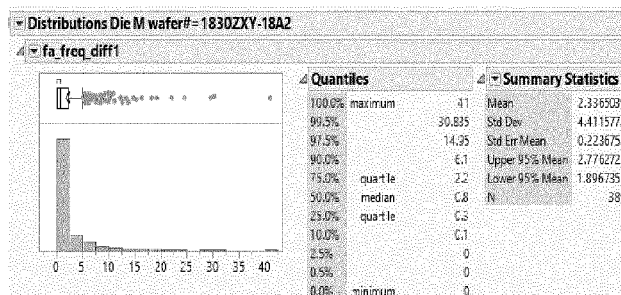 Distributions Die M wafer#=1830ZXY-18A2
fa_freq_diff1
0 5 10 15 20 25 30 35 40
Quantiles
100.0% maximum 41
99.5% 30.835
97.5% 14.95
90.0% 6.1
75.0% quartile 2.2
50.0% median 0.8
25.0% quartile 0.3
10.0% 0.1
2.5% 0
0.5% 0
0.0% minimum 0
Summary Statistics
Mean 2.336503
Std Dev 4.411577
Std Err Mean 0.223675
Upper 95% Mean 2.776272
Lower 95% Mean 1.896735
N 38